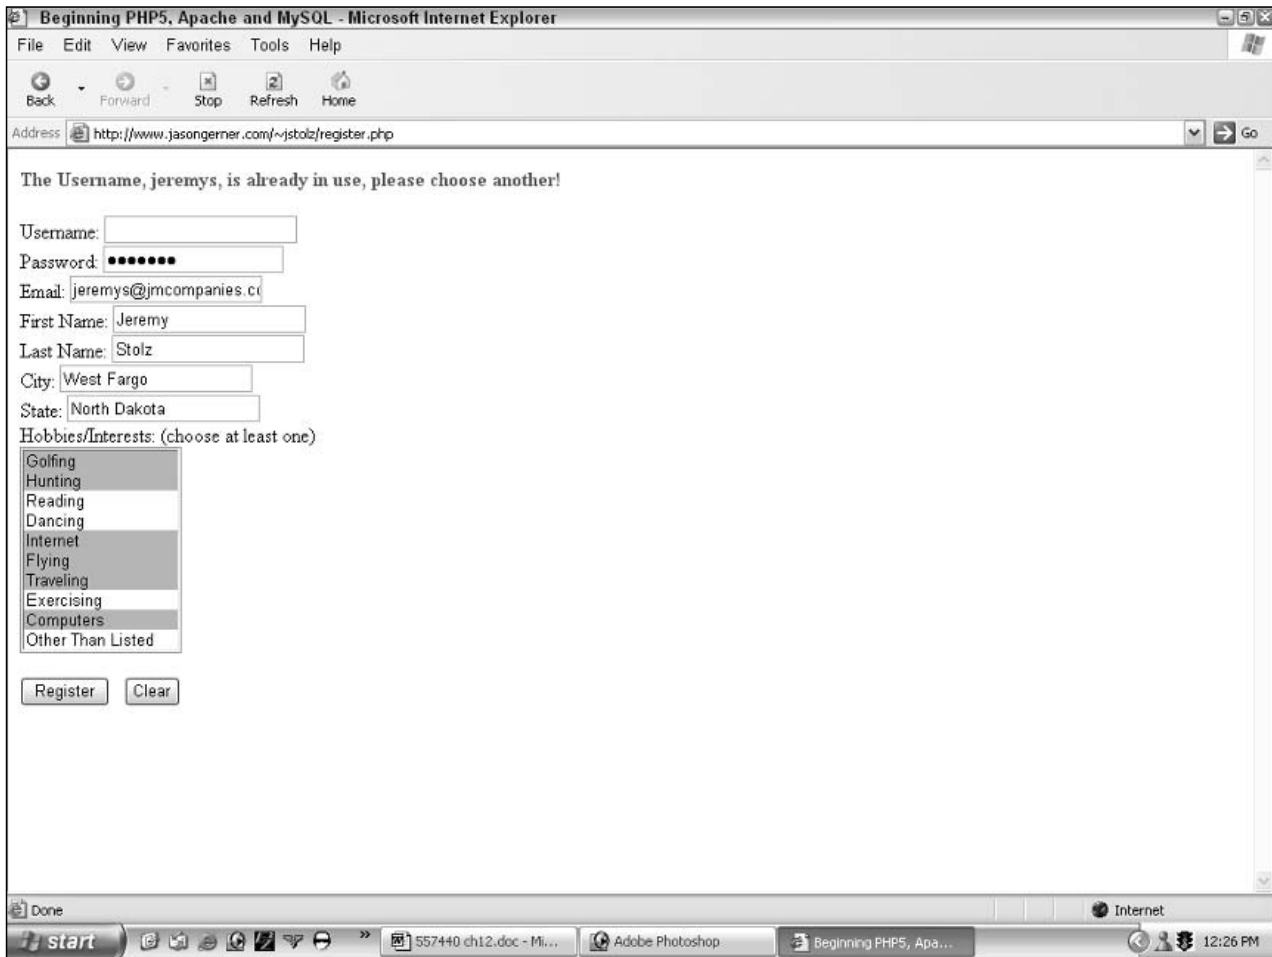 Beginning PHP5, Apache and MySQL - Microsoft Internet Explorer
File Edit View Favorites Tools Help
Back Forward Stop Refresh Home
Address http://www.jasongerner.com/~jstolz/register.php Go
The Username, jeremys, is already in use, please choose another!
Username:
Password: •••••••
Email: jeremys@jmcompanies.co
First Name: Jeremy
Last Name: Stolz
City: West Fargo
State: North Dakota
Hobbies/Interests: (choose at least one)
Golfing
Hunting
Reading
Dancing
Internet
Flying
Traveling
Exercising
Computers
Other Than Listed
Register Clear
Done Internet
start » 557440 ch12.doc - Mi... Adobe Photoshop Beginning PHP5, Apa... 12:26 PM